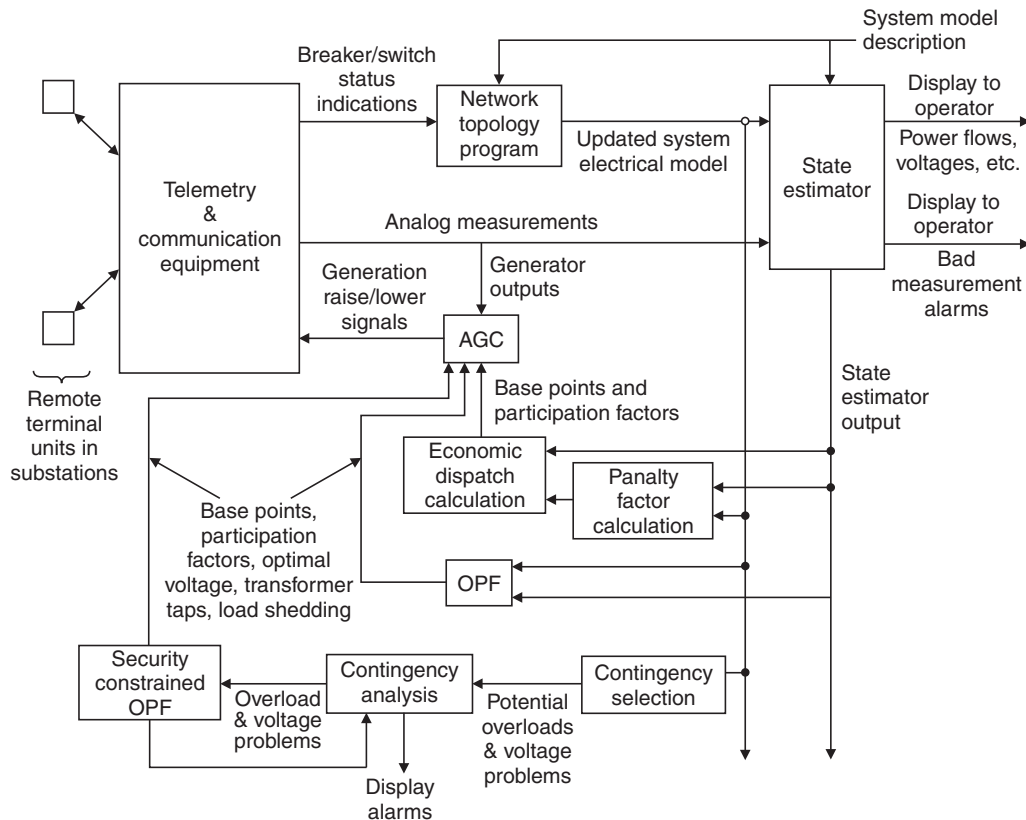 System model
description
Breaker/switch
status
indications
Network
topology
program
Display to
operator
Updated system
electrical model
Power flows,
voltages, etc.
State
estimator
Telemetry
&
communication
equipment
Analog measurements
Display to
operator
Generation
raise/lower
signals
Generator
outputs
Bad
measurement
alarms
AGC
Remote
terminal
units in
substations
Base points and
participation factors
State
estimator
output
Economic
dispatch
calculation
Panalty
factor
calculation
Base points,
participation
factors, optimal
voltage, transformer
taps, load shedding
OPF
Security
constrained
OPF
Overload
& voltage
problems
Contingency
analysis
Potential
overloads
& voltage
problems
Contingency
selection
Display
alarms